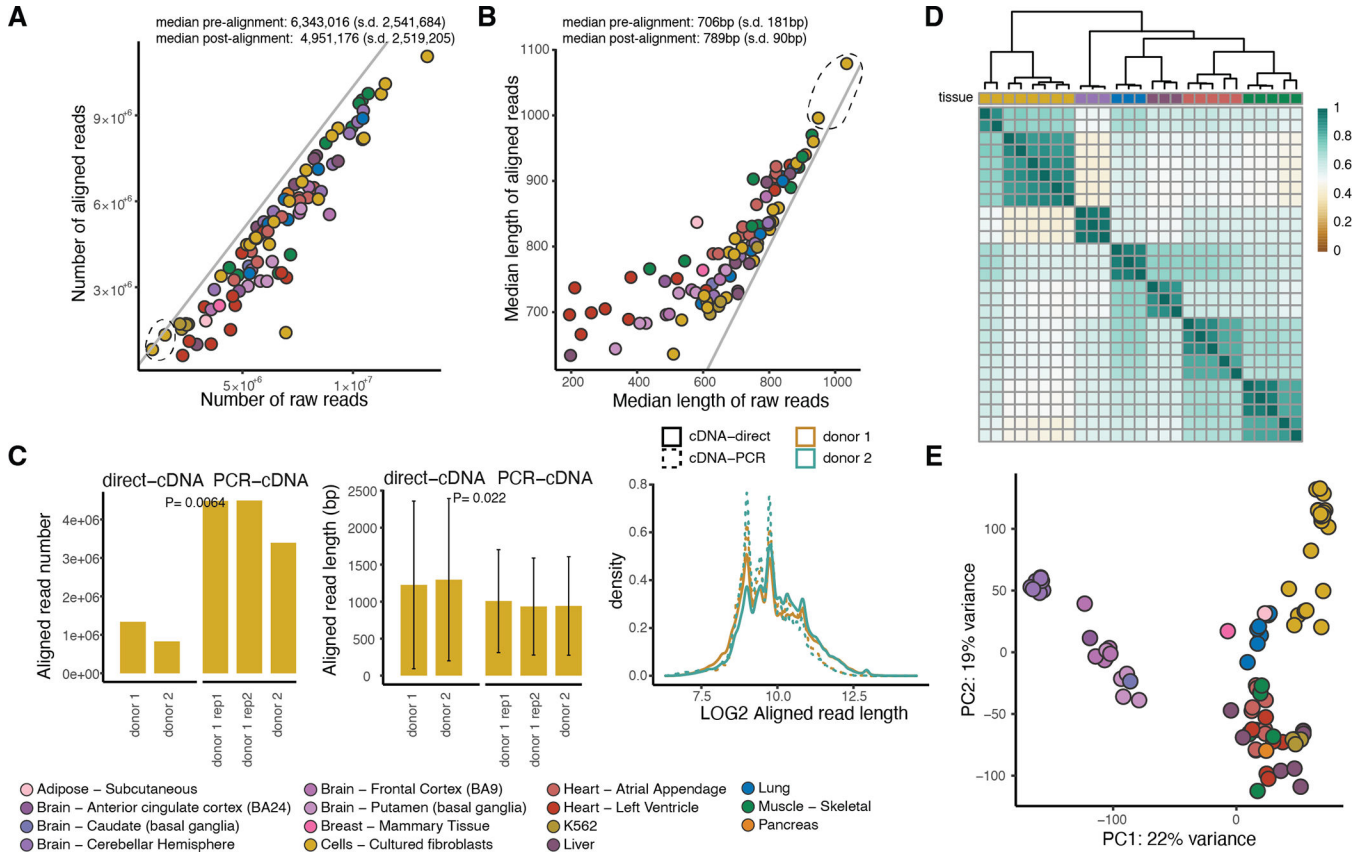 A
median pre-alignment: 6,343,016 (s.d. 2,541,684)
median post-alignment: 4,951,176 (s.d. 2,519,205)
Number of aligned reads
9×10⁺⁶
6×10⁺⁶
3×10⁺⁶
5×10⁺⁶
1×10⁺⁷
Number of raw reads
B
median pre-alignment: 706bp (s.d. 181bp)
median post-alignment: 789bp (s.d. 90bp)
Median length of aligned reads
1100
1000
900
800
700
200
400
600
800
1000
Median length of raw reads
D
tissue
1
0.8
0.6
0.4
0.2
0
C
direct−cDNA
PCR−cDNA
P= 0.0064
Aligned read number
4e+06
3e+06
2e+06
1e+06
0e+00
donor 1
donor 2
donor 1 rep1
donor 1 rep2
donor 2
direct−cDNA
PCR−cDNA
P= 0.022
Aligned read length (bp)
2500
2000
1500
1000
500
0
donor 1
donor 2
donor 1 rep1
donor 1 rep2
donor 2
cDNA−direct
cDNA−PCR
donor 1
donor 2
density
0.8
0.6
0.4
0.2
0.0
7.5
10.0
12.5
LOG2 Aligned read length
E
PC2: 19% variance
100
50
0
−50
−100
−100
0
PC1: 22% variance
Adipose − Subcutaneous
Brain − Anterior cingulate cortex (BA24)
Brain − Caudate (basal ganglia)
Brain − Cerebellar Hemisphere
Brain − Frontal Cortex (BA9)
Brain − Putamen (basal ganglia)
Breast − Mammary Tissue
Cells − Cultured fibroblasts
Heart − Atrial Appendage
Heart − Left Ventricle
K562
Liver
Lung
Muscle − Skeletal
Pancreas